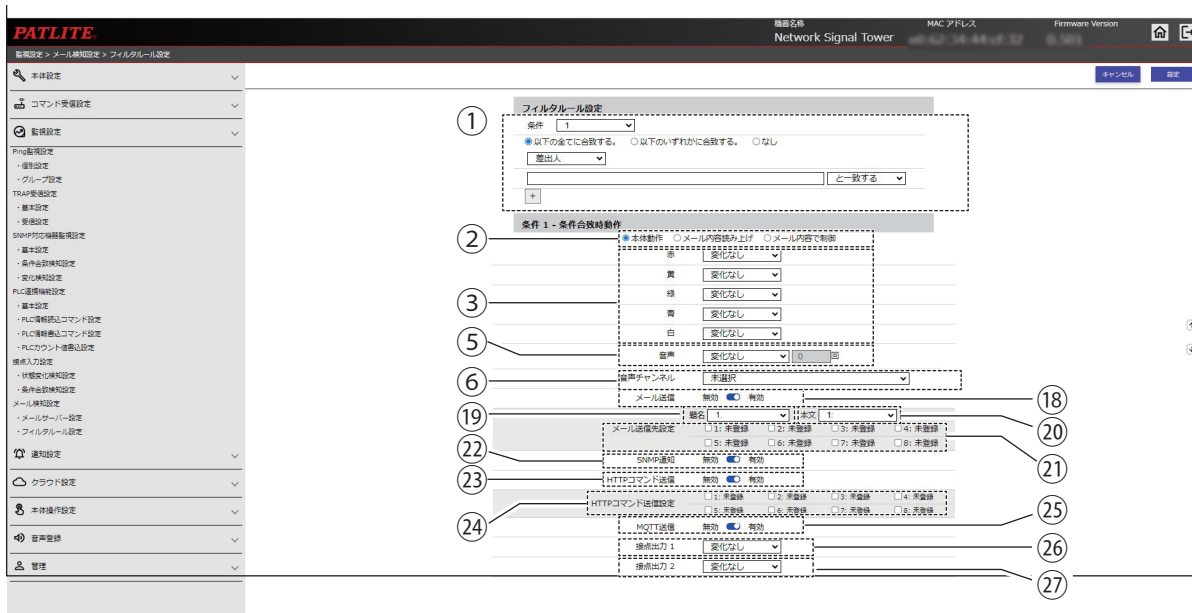 PATLITE
機器名称
MAC アドレス
Firmware Version
Network Signal Tower
監視設定 > メール検知設定 > フィルタルール設定
キャンセル
設定
本体設定
コマンド受信設定
監視設定
Ping監視設定
・個別設定
・グループ設定
TRAP受信設定
・基本設定
・受信設定
SNMP対応機器監視設定
・基本設定
・条件合致検知設定
・変化検知設定
PLC連携機能設定
・基本設定
・PLC情報読込コマンド設定
・PLC情報書込コマンド設定
・PLCカウント値書込設定
接点入力設定
・状態変化検知設定
・条件合致検知設定
メール検知設定
・メールサーバー設定
・フィルタルール設定
通知設定
クラウド設定
本体操作設定
音声登録
管理
フィルタルール設定
① 条件 1
以下の全てに合致する。 以下のいずれかに合致する。 なし
差出人
と一致する
+
条件 1 - 条件合致時動作
② 本体動作 メール内容読み上げ メール内容で制御
赤 変化なし
黄 変化なし
③ 緑 変化なし
青 変化なし
白 変化なし
⑤ 音声 変化なし 0 回
⑥ 音声チャンネル 未選択
メール送信 無効 有効 ⑱
⑲ 題名 1. 本文 1: ⑳
メール送信先設定 1: 未登録 2: 未登録 3: 未登録 4: 未登録
5: 未登録 6: 未登録 7: 未登録 8: 未登録 ㉑
㉒ SNMP通知 無効 有効
㉓ HTTPコマンド送信 無効 有効
㉔ HTTPコマンド送信設定 1: 未登録 2: 未登録 3: 未登録 4: 未登録
5: 未登録 6: 未登録 7: 未登録 8: 未登録
MQTT送信 無効 有効 ㉕
接点出力 1 変化なし ㉖
接点出力 2 変化なし ㉗